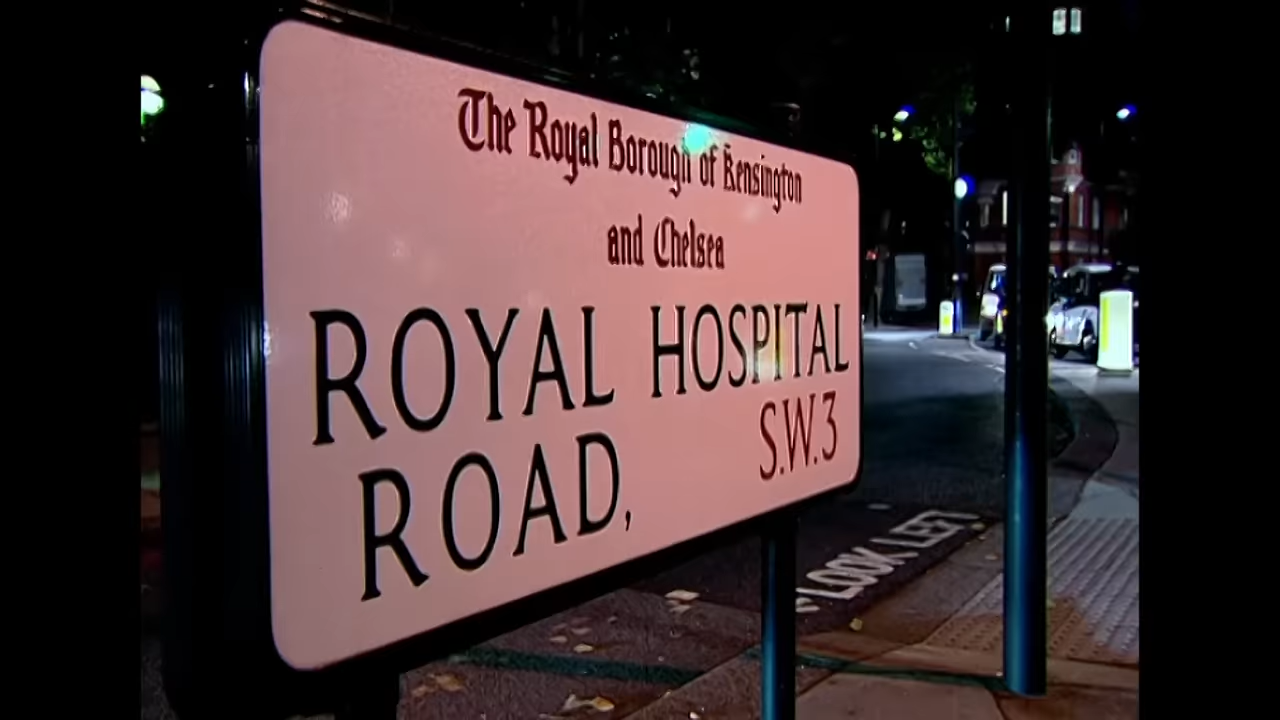 The Royal Borough of Kensington
and Chelsea
ROYAL HOSPITAL
ROAD, S.W.3
LOOK LEFT